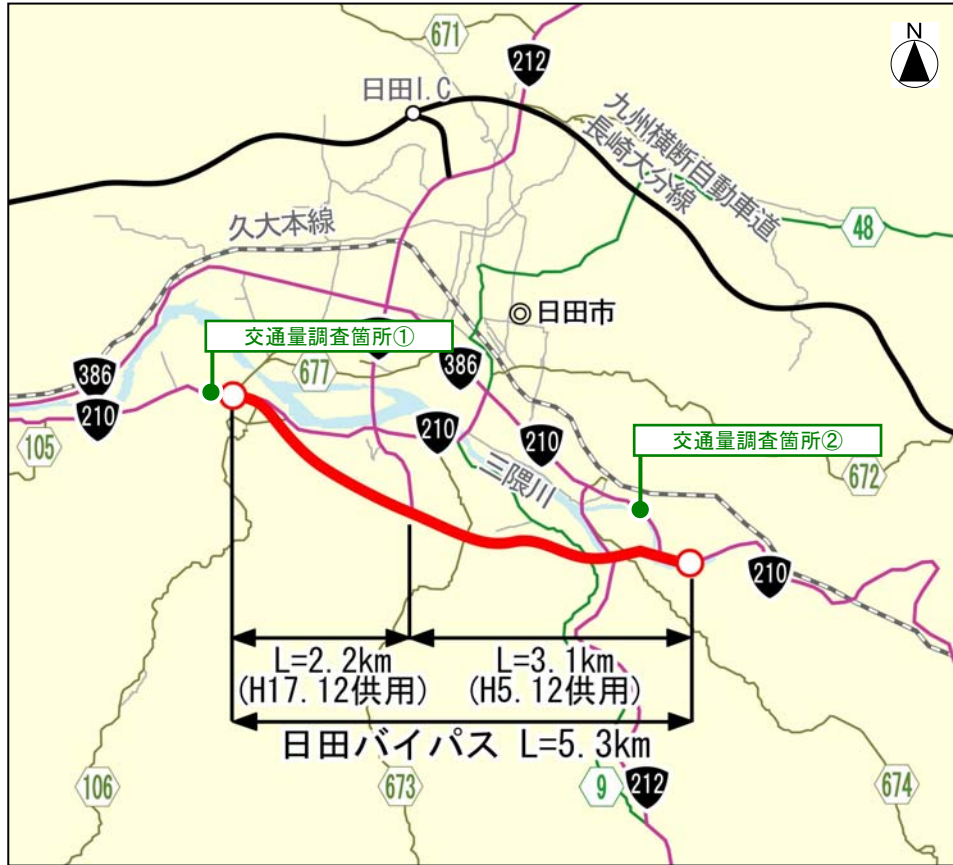 N
671
212
日田I.C
九州横断自動車道
長崎大分線
久大本線
48
日田市
交通量調査箇所①
386
677
386
210
210
210
交通量調査箇所②
105
三隈川
672
210
L=2.2km
(H17.12供用)
L=3.1km
(H5.12供用)
日田バイパス L=5.3km
106
673
9
212
674